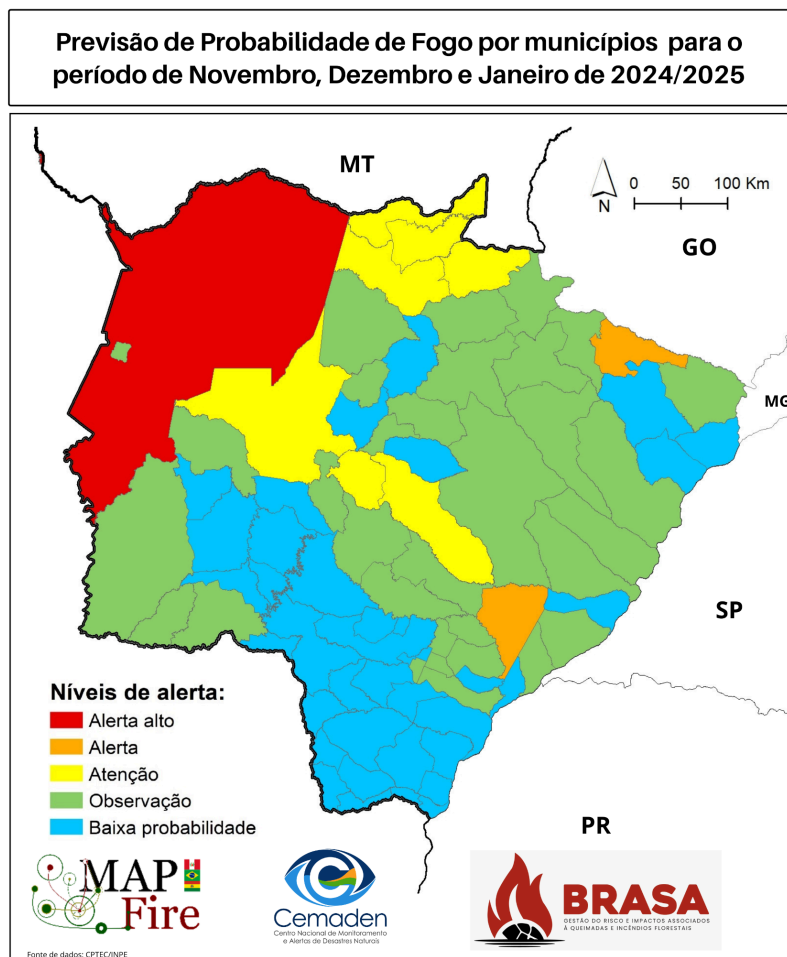 Previsão de Probabilidade de Fogo por municípios para o
período de Novembro, Dezembro e Janeiro de 2024/2025
MT
0 50 100 Km
N
GO
MG
SP
Níveis de alerta:
Alerta alto
Alerta
Atenção
Observação
Baixa probabilidade
PR
MAP
Fire
Cemaden
Centro Nacional de Monitoramento
e Alertas de Desastres Naturais
BRASA
GESTÃO DO RISCO E IMPACTOS ASSOCIADOS
À QUEIMADAS E INCÊNDIOS FLORESTAIS
Fonte de dados: CPTEC/INPE